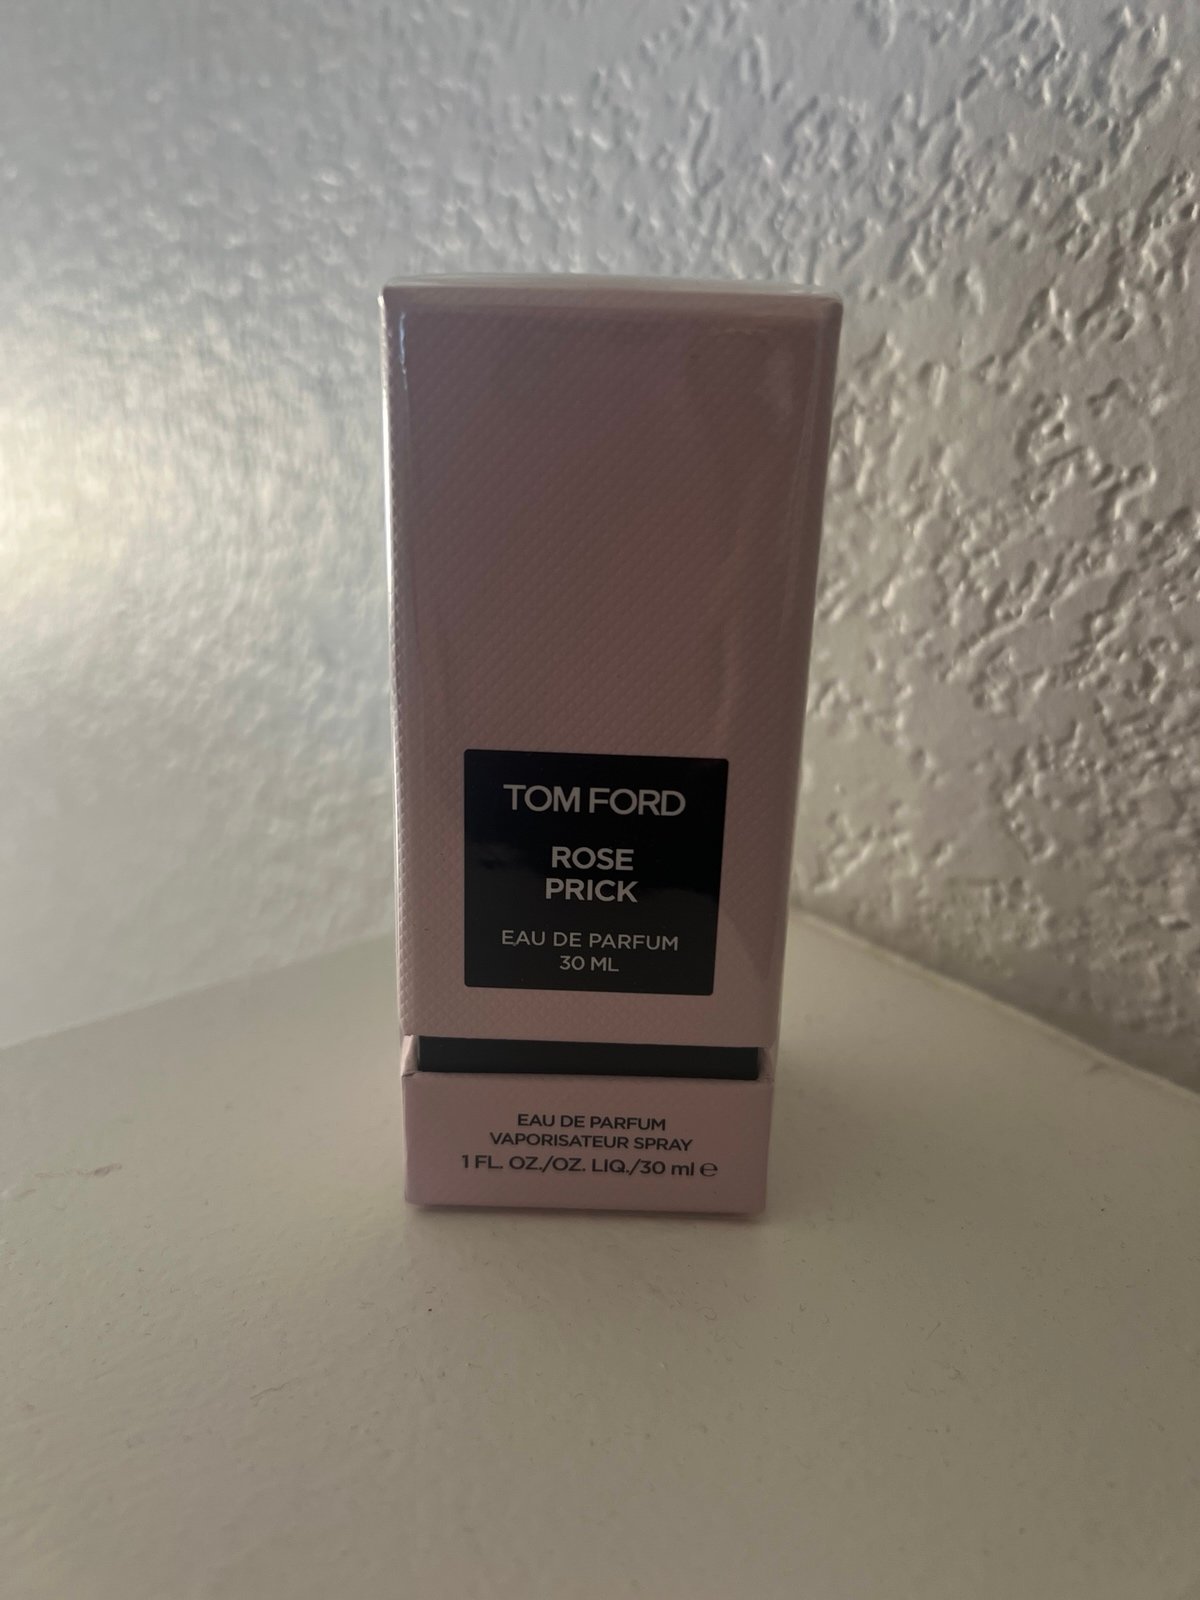 TOM FORD
ROSE
PRICK
EAU DE PARFUM
30 ML
EAU DE PARFUM
VAPORISATEUR SPRAY
1 FL. OZ./OZ. LIQ./30 ml ℮